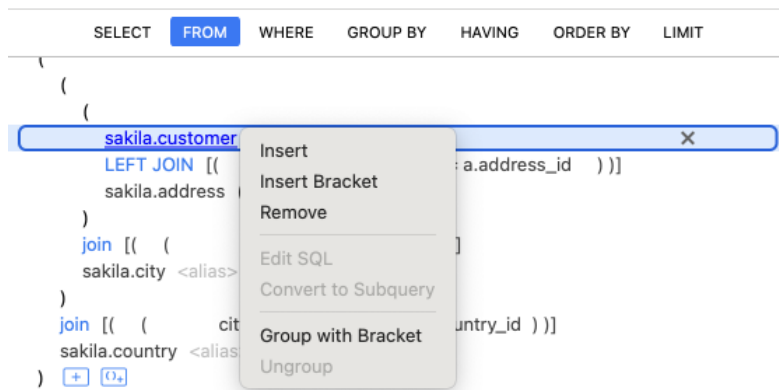 SELECT FROM WHERE GROUP BY HAVING ORDER BY LIMIT
(
(
(
sakila.customer
LEFT JOIN [( a.address_id ) )]
sakila.address
)
join [( ( ]
sakila.city <alias>
)
join [( ( cit untry_id ) )]
sakila.country <alias
)
Insert
Insert Bracket
Remove
Edit SQL
Convert to Subquery
Group with Bracket
Ungroup